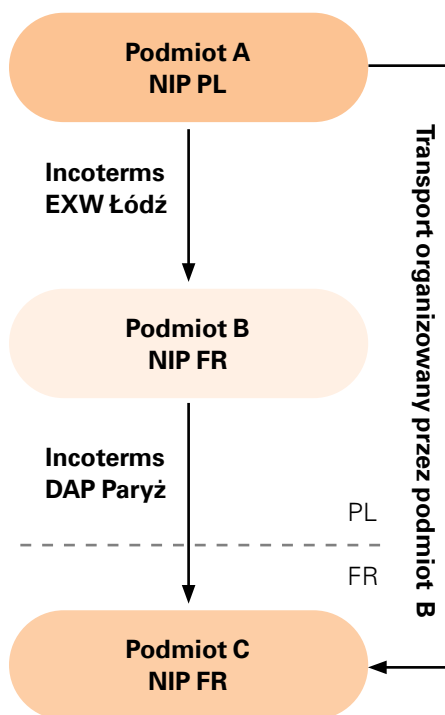 Podmiot A
NIP PL
Incoterms
EXW Łódź
Podmiot B
NIP FR
Incoterms
DAP Paryż
PL
FR
Podmiot C
NIP FR
Transport organizowany przez podmiot B